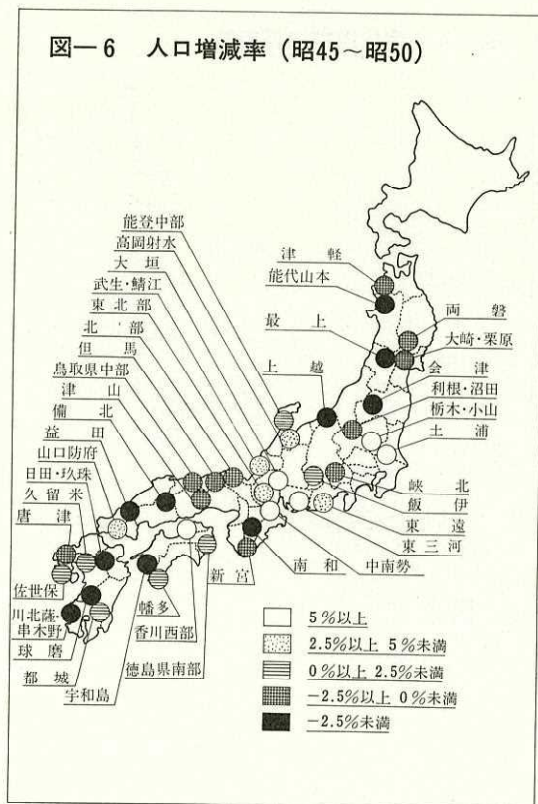 図—6 人口増減率(昭45～昭50)
能登中部
高岡射水
大垣
武生・鯖江
東北部
北部
但馬
鳥取県中部
津山
備北
益田
山口防府
日田・玖珠
久留米
唐津
佐世保
川北薩・
串木野
球磨
都城
宇和島
幡多
香川西部
徳島県南部
新宮
南和
中南勢
東三河
東遠
飯伊
峡北
土浦
栃木・小山
利根・沼田
会津
大崎・栗原
両磐
津軽
能代山本
最上
上越
5%以上
2.5%以上 5%未満
0%以上 2.5%未満
-2.5%以上 0%未満
-2.5%未満